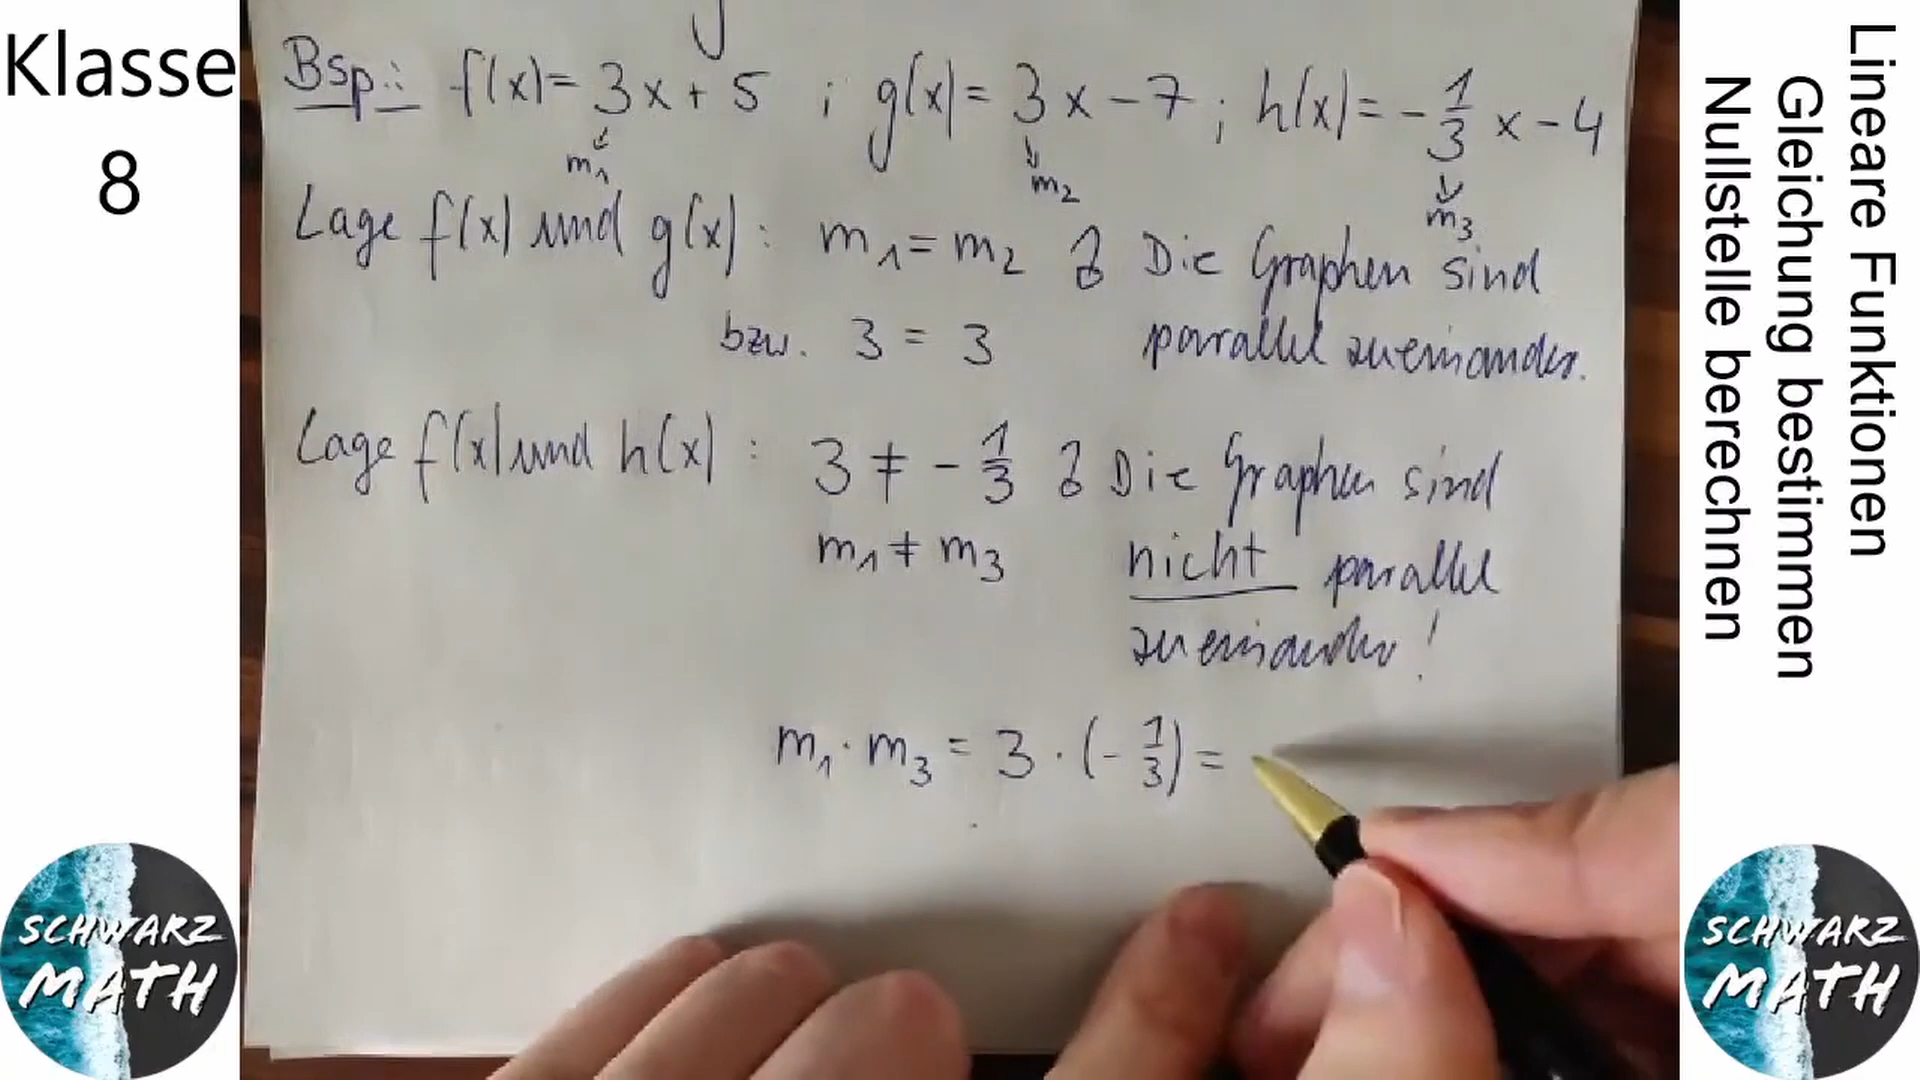 Klasse
8
Bsp.: f(x) = 3x + 5 ; g(x) = 3x - 7 ; h(x) = - 1/3 x - 4
m₁ m₂ m₃
Lage f(x) und g(x) : m₁ = m₂ Die Graphen sind
bzw. 3 = 3 parallel zueinander.
Lage f(x) und h(x) : 3 ≠ - 1/3 Die Graphen sind
m₁ ≠ m₃ nicht parallel
zueinander!
m₁ · m₃ = 3 · (- 1/3) =
Lineare Funktionen
Gleichung bestimmen
Nullstelle berechnen
SCHWARZ
MATH
SCHWARZ
MATH